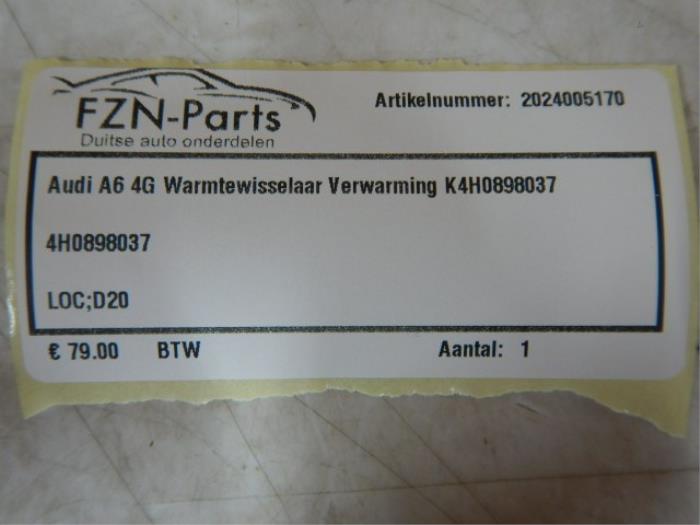 FZN-Parts
Duitse auto onderdelen
Artikelnummer: 2024005170
Audi A6 4G Warmtewisselaar Verwarming K4H0898037
4H0898037
LOC;D20
€ 79.00 BTW Aantal: 1